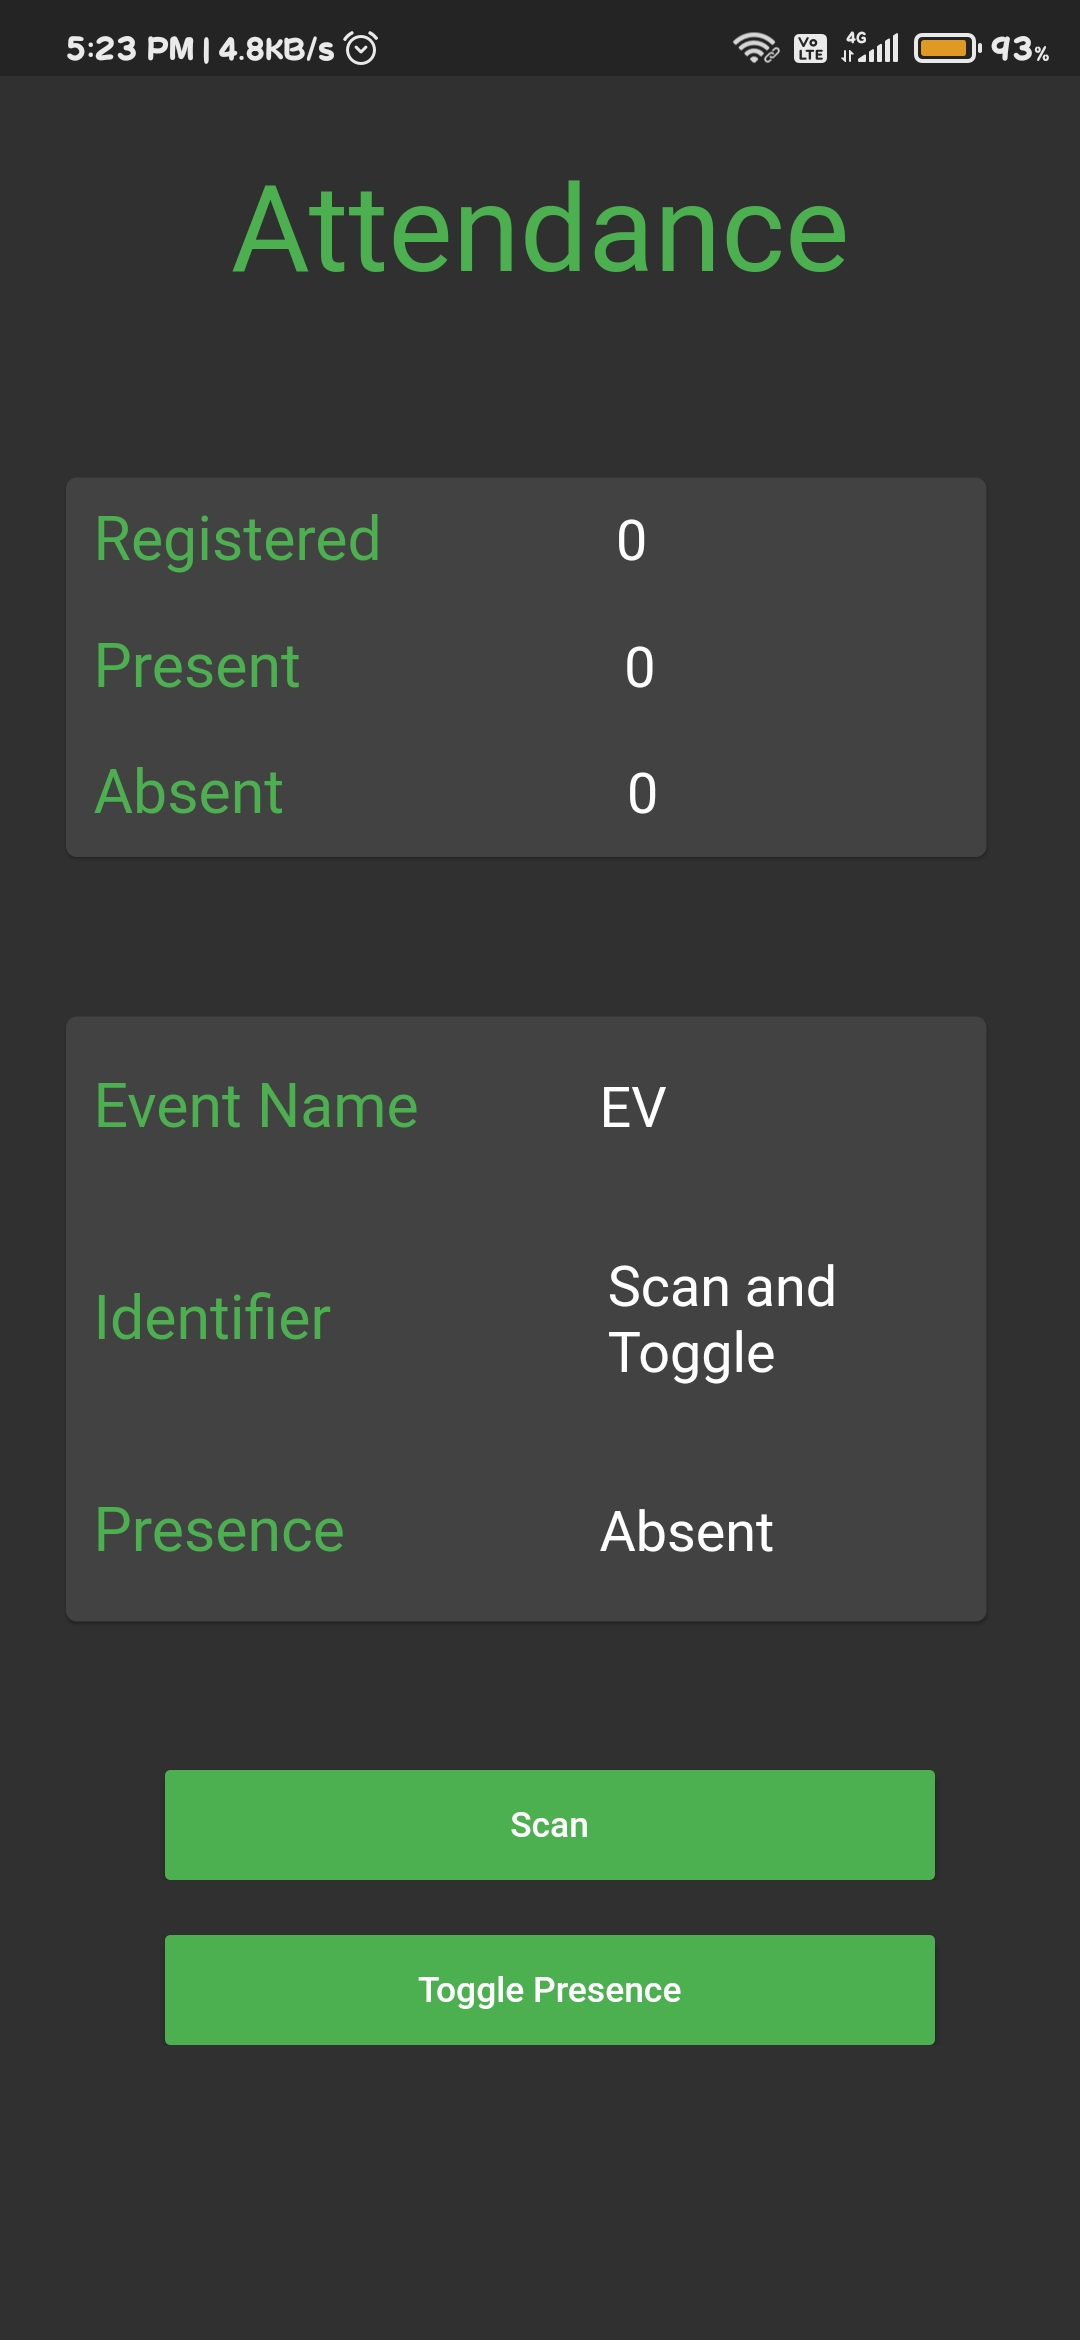 5:23 PM | 4.8KB/s Vo LTE 4G 93%
Attendance
Registered 0
Present 0
Absent 0
Event Name EV
Identifier Scan and
Toggle
Presence Absent
Scan
Toggle Presence